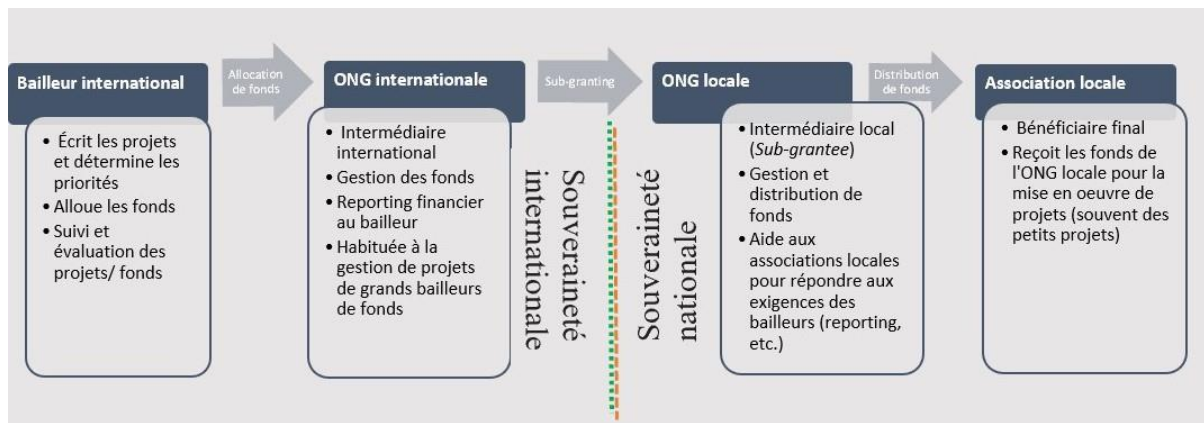 Bailleur international
• Écrit les projets
et détermine les
priorités
• Alloue les fonds
• Suivi et
évaluation des
projets/ fonds
Allocation
de fonds
ONG internationale
• Intermédiaire
international
• Gestion des fonds
• Reporting financier
au bailleur
• Habituée à la
gestion de projets
de grands bailleurs
de fonds
Sub-granting
Souveraineté
internationale
Souveraineté
nationale
ONG locale
• Intermédiaire local
(Sub-grantee)
• Gestion et
distribution de
fonds
• Aide aux
associations locales
pour répondre aux
exigences des
bailleurs (reporting,
etc.)
Distribution
de fonds
Association locale
• Bénéficiaire final
• Reçoit les fonds de
l'ONG locale pour la
mise en oeuvre de
projets (souvent des
petits projets)